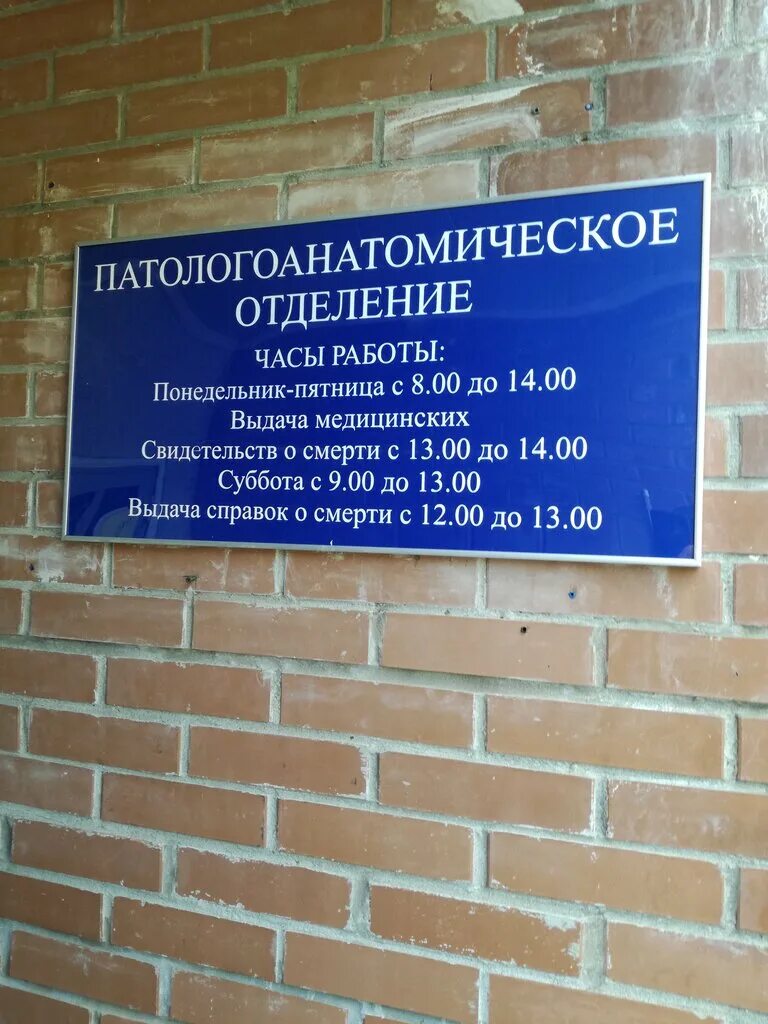 ПАТОЛОГОАНАТОМИЧЕСКОЕ
ОТДЕЛЕНИЕ
ЧАСЫ РАБОТЫ:
Понедельник-пятница с 8.00 до 14.00
Выдача медицинских
Свидетельств о смерти с 13.00 до 14.00
Суббота с 9.00 до 13.00
Выдача справок о смерти с 12.00 до 13.00